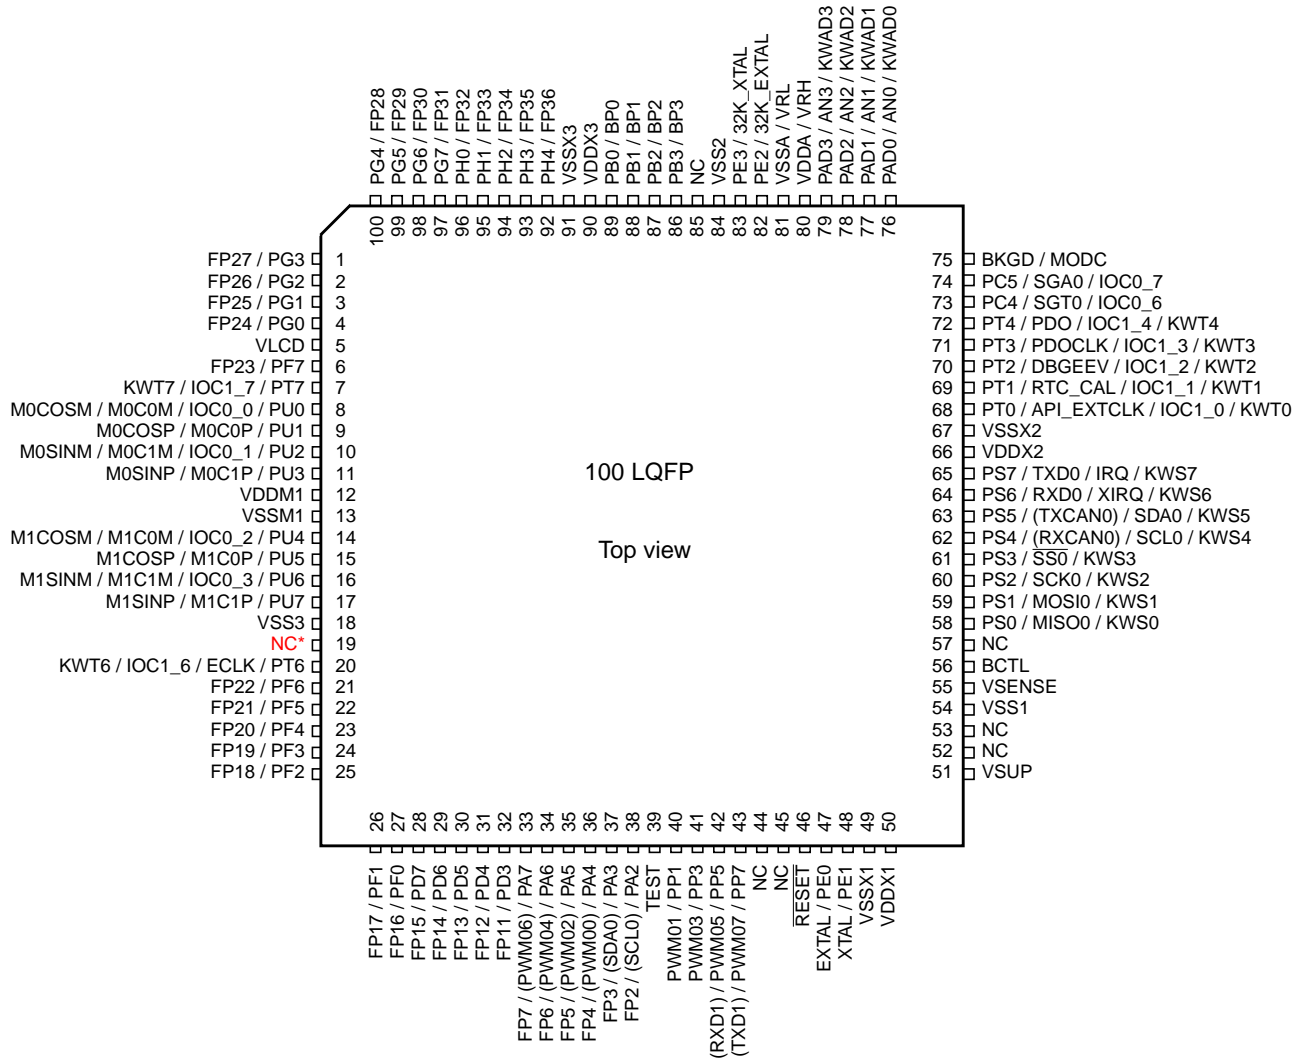 PG4 / FP28
PG5 / FP29
PG6 / FP30
PG7 / FP31
PH0 / FP32
PH1 / FP33
PH2 / FP34
PH3 / FP35
PH4 / FP36
VSSX3
VDDX3
PB0 / BP0
PB1 / BP1
PB2 / BP2
PB3 / BP3
NC
VSS2
PE3 / 32K_XTAL
PE2 / 32K_EXTAL
VSSA / VRL
VDDA / VRH
PAD3 / AN3 / KWAD3
PAD2 / AN2 / KWAD2
PAD1 / AN1 / KWAD1
PAD0 / AN0 / KWAD0
100
99
98
97
96
95
94
93
92
91
90
89
88
87
86
85
84
83
82
81
80
79
78
77
76
FP27 / PG3 1
FP26 / PG2 2
FP25 / PG1 3
FP24 / PG0 4
VLCD 5
FP23 / PF7 6
KWT7 / IOC1_7 / PT7 7
M0COSM / M0C0M / IOC0_0 / PU0 8
M0COSP / M0C0P / PU1 9
M0SINM / M0C1M / IOC0_1 / PU2 10
M0SINP / M0C1P / PU3 11
VDDM1 12
VSSM1 13
M1COSM / M1C0M / IOC0_2 / PU4 14
M1COSP / M1C0P / PU5 15
M1SINM / M1C1M / IOC0_3 / PU6 16
M1SINP / M1C1P / PU7 17
VSS3 18
NC* 19
KWT6 / IOC1_6 / ECLK / PT6 20
FP22 / PF6 21
FP21 / PF5 22
FP20 / PF4 23
FP19 / PF3 24
FP18 / PF2 25
100 LQFP
Top view
75 BKGD / MODC
74 PC5 / SGA0 / IOC0_7
73 PC4 / SGT0 / IOC0_6
72 PT4 / PDO / IOC1_4 / KWT4
71 PT3 / PDOCLK / IOC1_3 / KWT3
70 PT2 / DBGEEV / IOC1_2 / KWT2
69 PT1 / RTC_CAL / IOC1_1 / KWT1
68 PT0 / API_EXTCLK / IOC1_0 / KWT0
67 VSSX2
66 VDDX2
65 PS7 / TXD0 / IRQ / KWS7
64 PS6 / RXD0 / XIRQ / KWS6
63 PS5 / (TXCAN0) / SDA0 / KWS5
62 PS4 / (RXCAN0) / SCL0 / KWS4
61 PS3 / SS0 / KWS3
60 PS2 / SCK0 / KWS2
59 PS1 / MOSI0 / KWS1
58 PS0 / MISO0 / KWS0
57 NC
56 BCTL
55 VSENSE
54 VSS1
53 NC
52 NC
51 VSUP
26
27
28
29
30
31
32
33
34
35
36
37
38
39
40
41
42
43
44
45
46
47
48
49
50
FP17 / PF1
FP16 / PF0
FP15 / PD7
FP14 / PD6
FP13 / PD5
FP12 / PD4
FP11 / PD3
FP7 / (PWM06) / PA7
FP6 / (PWM04) / PA6
FP5 / (PWM02) / PA5
FP4 / (PWM00) / PA4
FP3 / (SDA0) / PA3
FP2 / (SCL0) / PA2
TEST
PWM01 / PP1
PWM03 / PP3
(RXD1) / PWM05 / PP5
(TXD1) / PWM07 / PP7
NC
NC
RESET
EXTAL / PE0
XTAL / PE1
VSSX1
VDDX1